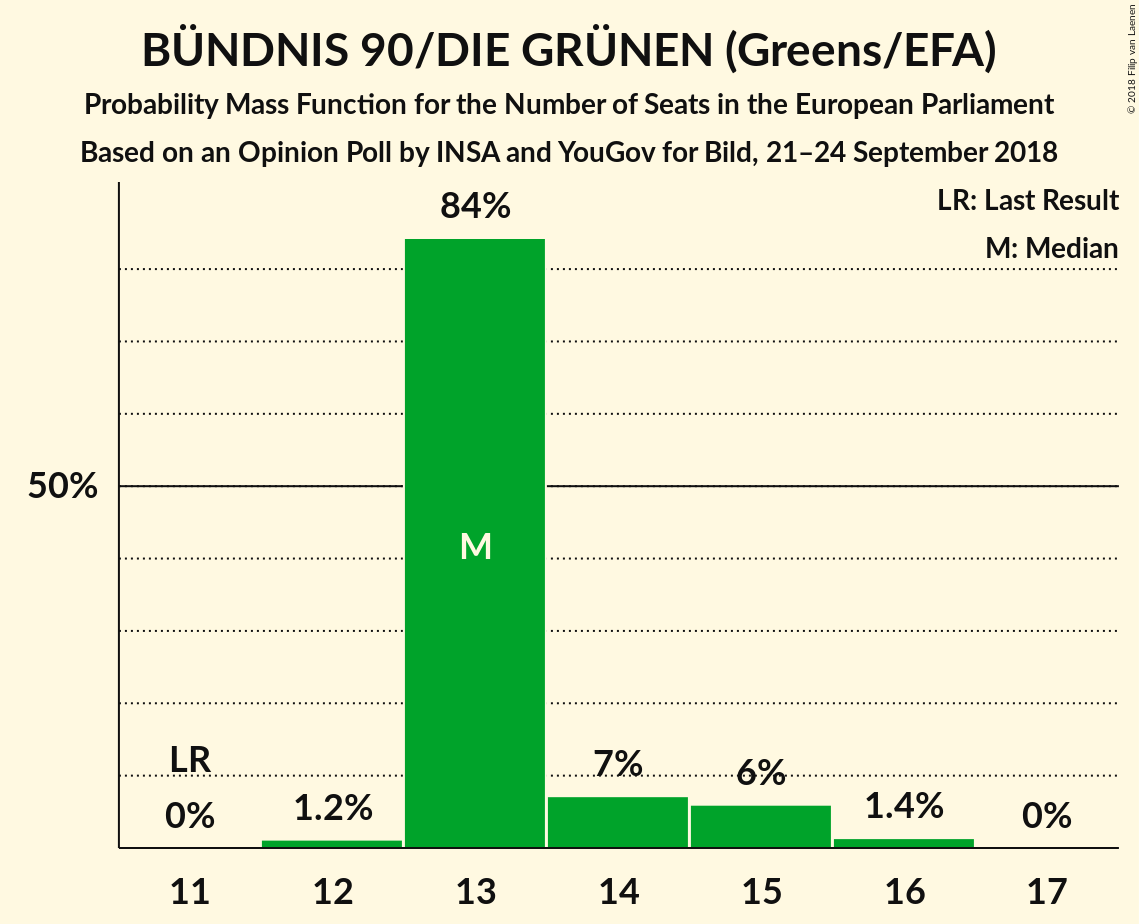 BÜNDNIS 90/DIE GRÜNEN (Greens/EFA)
Probability Mass Function for the Number of Seats in the European Parliament
Based on an Opinion Poll by INSA and YouGov for Bild, 21–24 September 2018
© 2018 Filip van Laenen
LR: Last Result
M: Median
84%
50%
M
LR
0%
1.2%
7%
6%
1.4%
0%
11 12 13 14 15 16 17